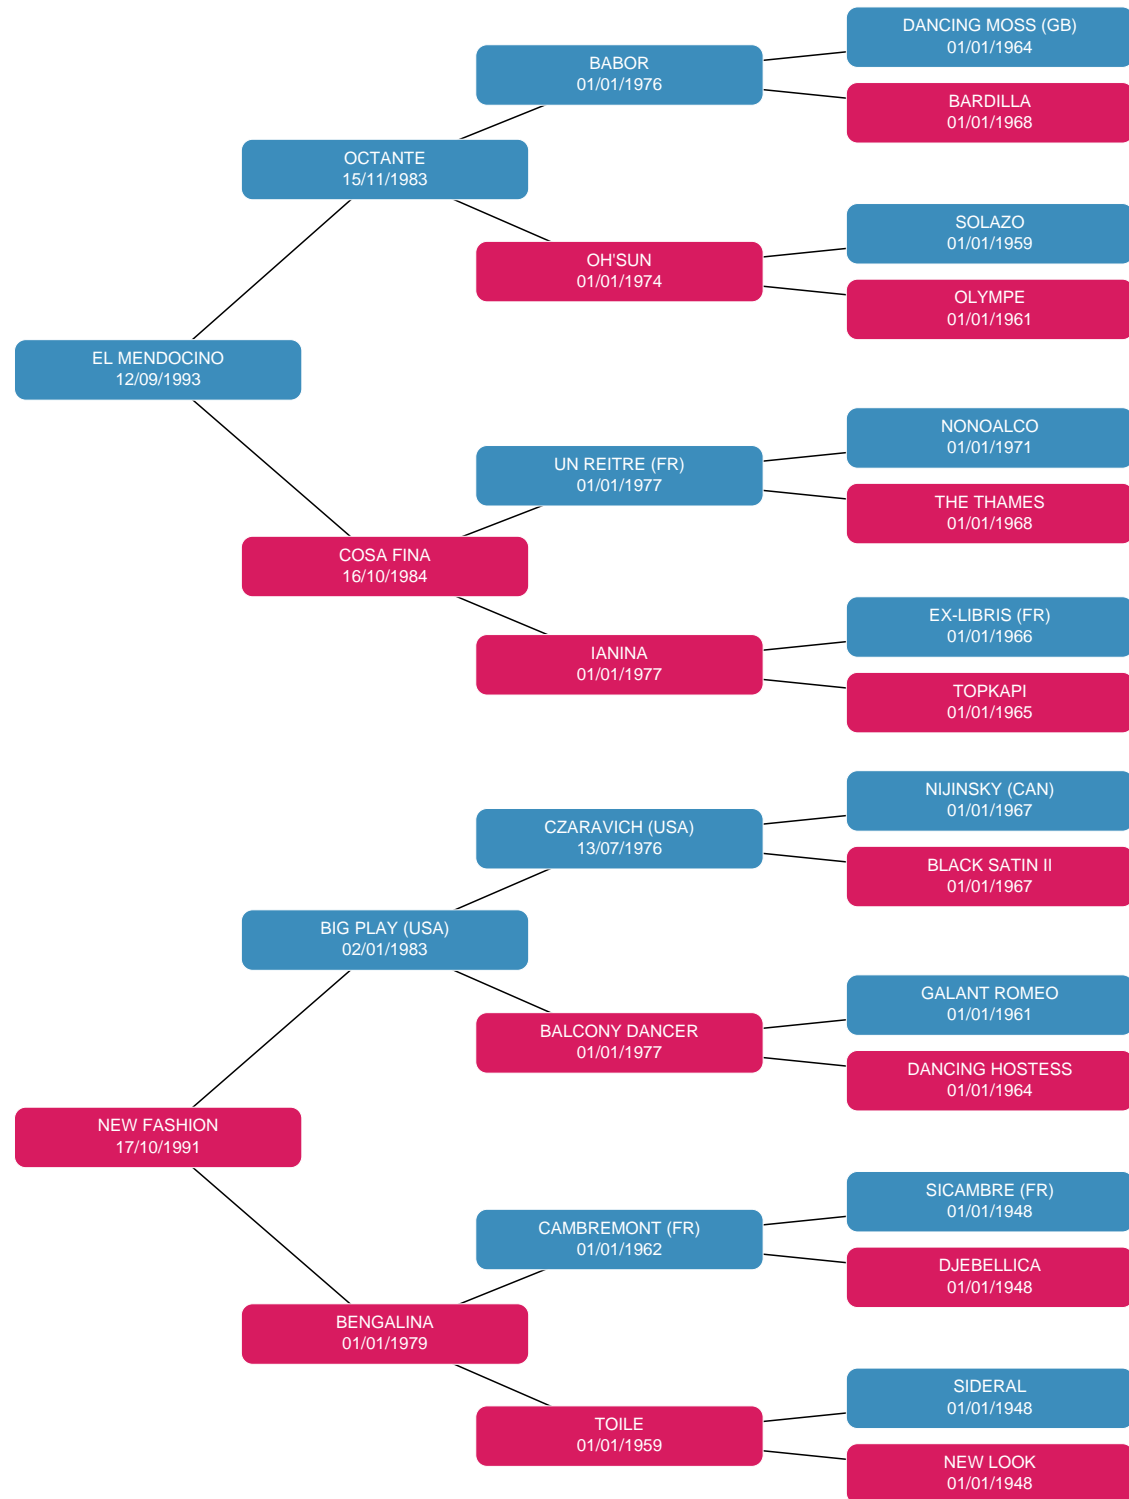 DANCING MOSS (GB)
01/01/1964
BABOR
01/01/1976
BARDILLA
01/01/1968
OCTANTE
15/11/1983
SOLAZO
01/01/1959
OH'SUN
01/01/1974
OLYMPE
01/01/1961
EL MENDOCINO
12/09/1993
NONOALCO
01/01/1971
UN REITRE (FR)
01/01/1977
THE THAMES
01/01/1968
COSA FINA
16/10/1984
EX-LIBRIS (FR)
01/01/1966
IANINA
01/01/1977
TOPKAPI
01/01/1965
NIJINSKY (CAN)
01/01/1967
CZARAVICH (USA)
13/07/1976
BLACK SATIN II
01/01/1967
BIG PLAY (USA)
02/01/1983
GALANT ROMEO
01/01/1961
BALCONY DANCER
01/01/1977
DANCING HOSTESS
01/01/1964
NEW FASHION
17/10/1991
SICAMBRE (FR)
01/01/1948
CAMBREMONT (FR)
01/01/1962
DJEBELLICA
01/01/1948
BENGALINA
01/01/1979
SIDERAL
01/01/1948
TOILE
01/01/1959
NEW LOOK
01/01/1948